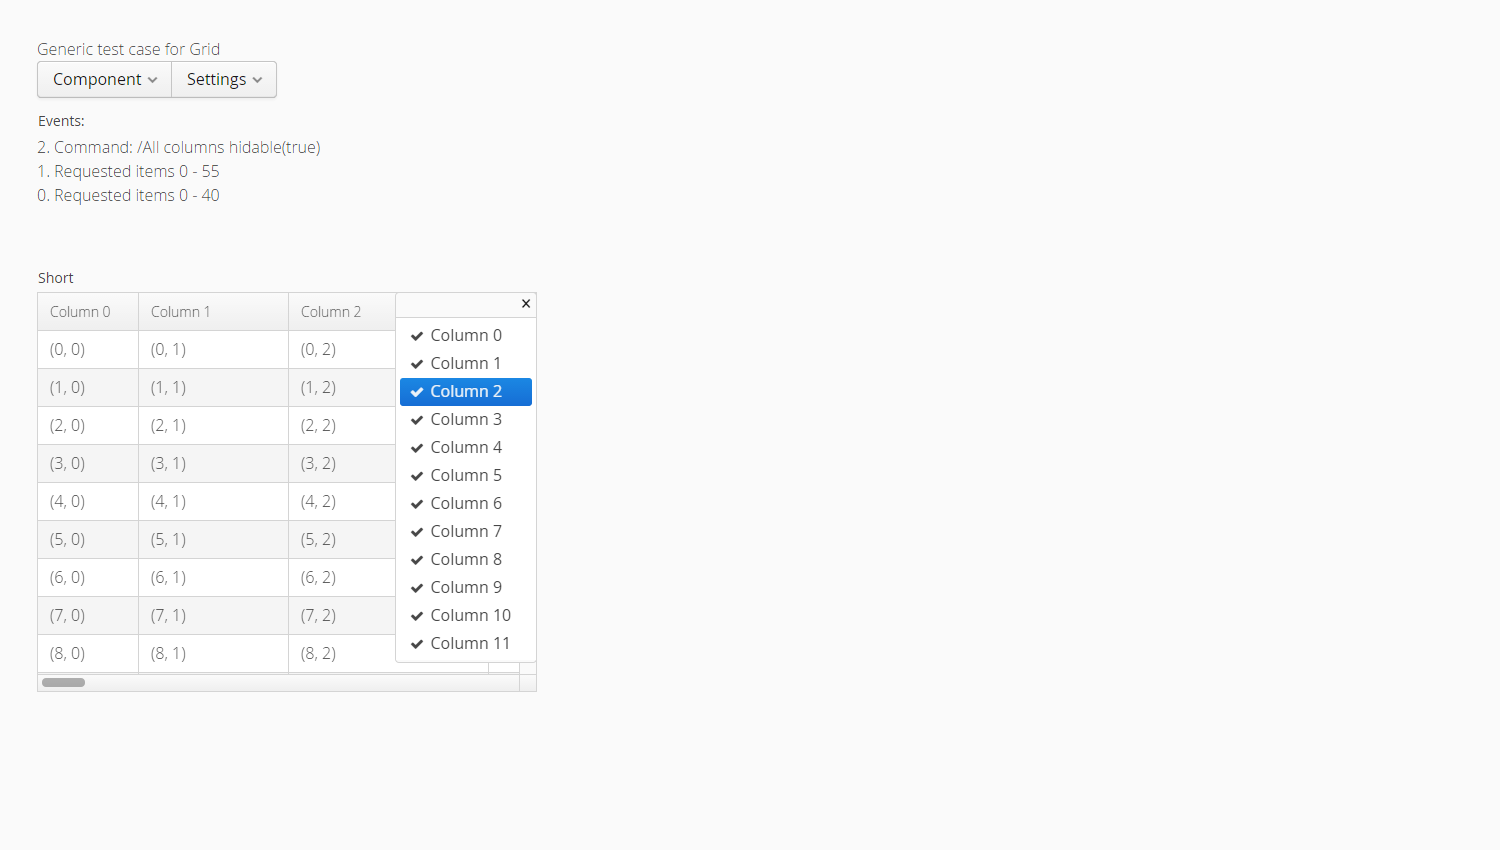 Generic test case for Grid
Component Settings
Events:
2. Command: /All columns hidable(true)
1. Requested items 0 - 55
0. Requested items 0 - 40
Short
Column 0 Column 1 Column 2
(0, 0) (0, 1) (0, 2)
(1, 0) (1, 1) (1, 2)
(2, 0) (2, 1) (2, 2)
(3, 0) (3, 1) (3, 2)
(4, 0) (4, 1) (4, 2)
(5, 0) (5, 1) (5, 2)
(6, 0) (6, 1) (6, 2)
(7, 0) (7, 1) (7, 2)
(8, 0) (8, 1) (8, 2)
Column 0
Column 1
Column 2
Column 3
Column 4
Column 5
Column 6
Column 7
Column 8
Column 9
Column 10
Column 11